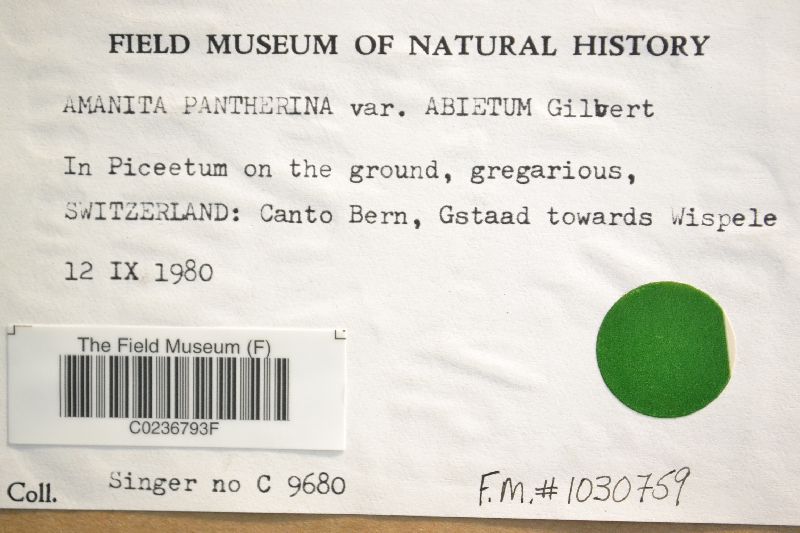 FIELD MUSEUM OF NATURAL HISTORY
AMANITA PANTHERINA var. ABIETUM Gilbert
In Piceetum on the ground, gregarious,
SWITZERLAND: Canto Bern, Gstaad towards Wispele
12 IX 1980
The Field Museum (F)
C0236793F
Coll. Singer no C 9680
F.M.# 1030759